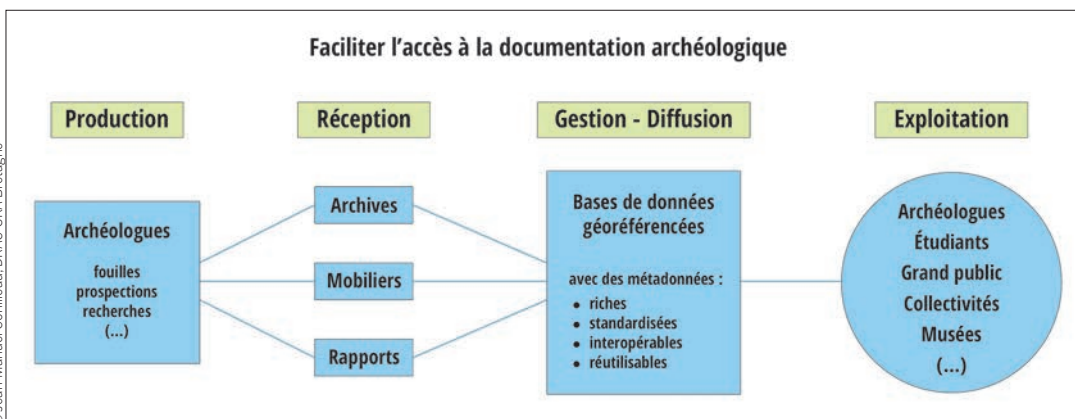 Faciliter l'accès à la documentation archéologique
Production
Réception
Gestion - Diffusion
Exploitation
Archéologues
fouilles
prospections
recherches
(...)
Archives
Mobiliers
Rapports
Bases de données
géoréférencées
avec des métadonnées :
• riches
• standardisées
• interopérables
• réutilisables
Archéologues
Étudiants
Grand public
Collectivités
Musées
(...)